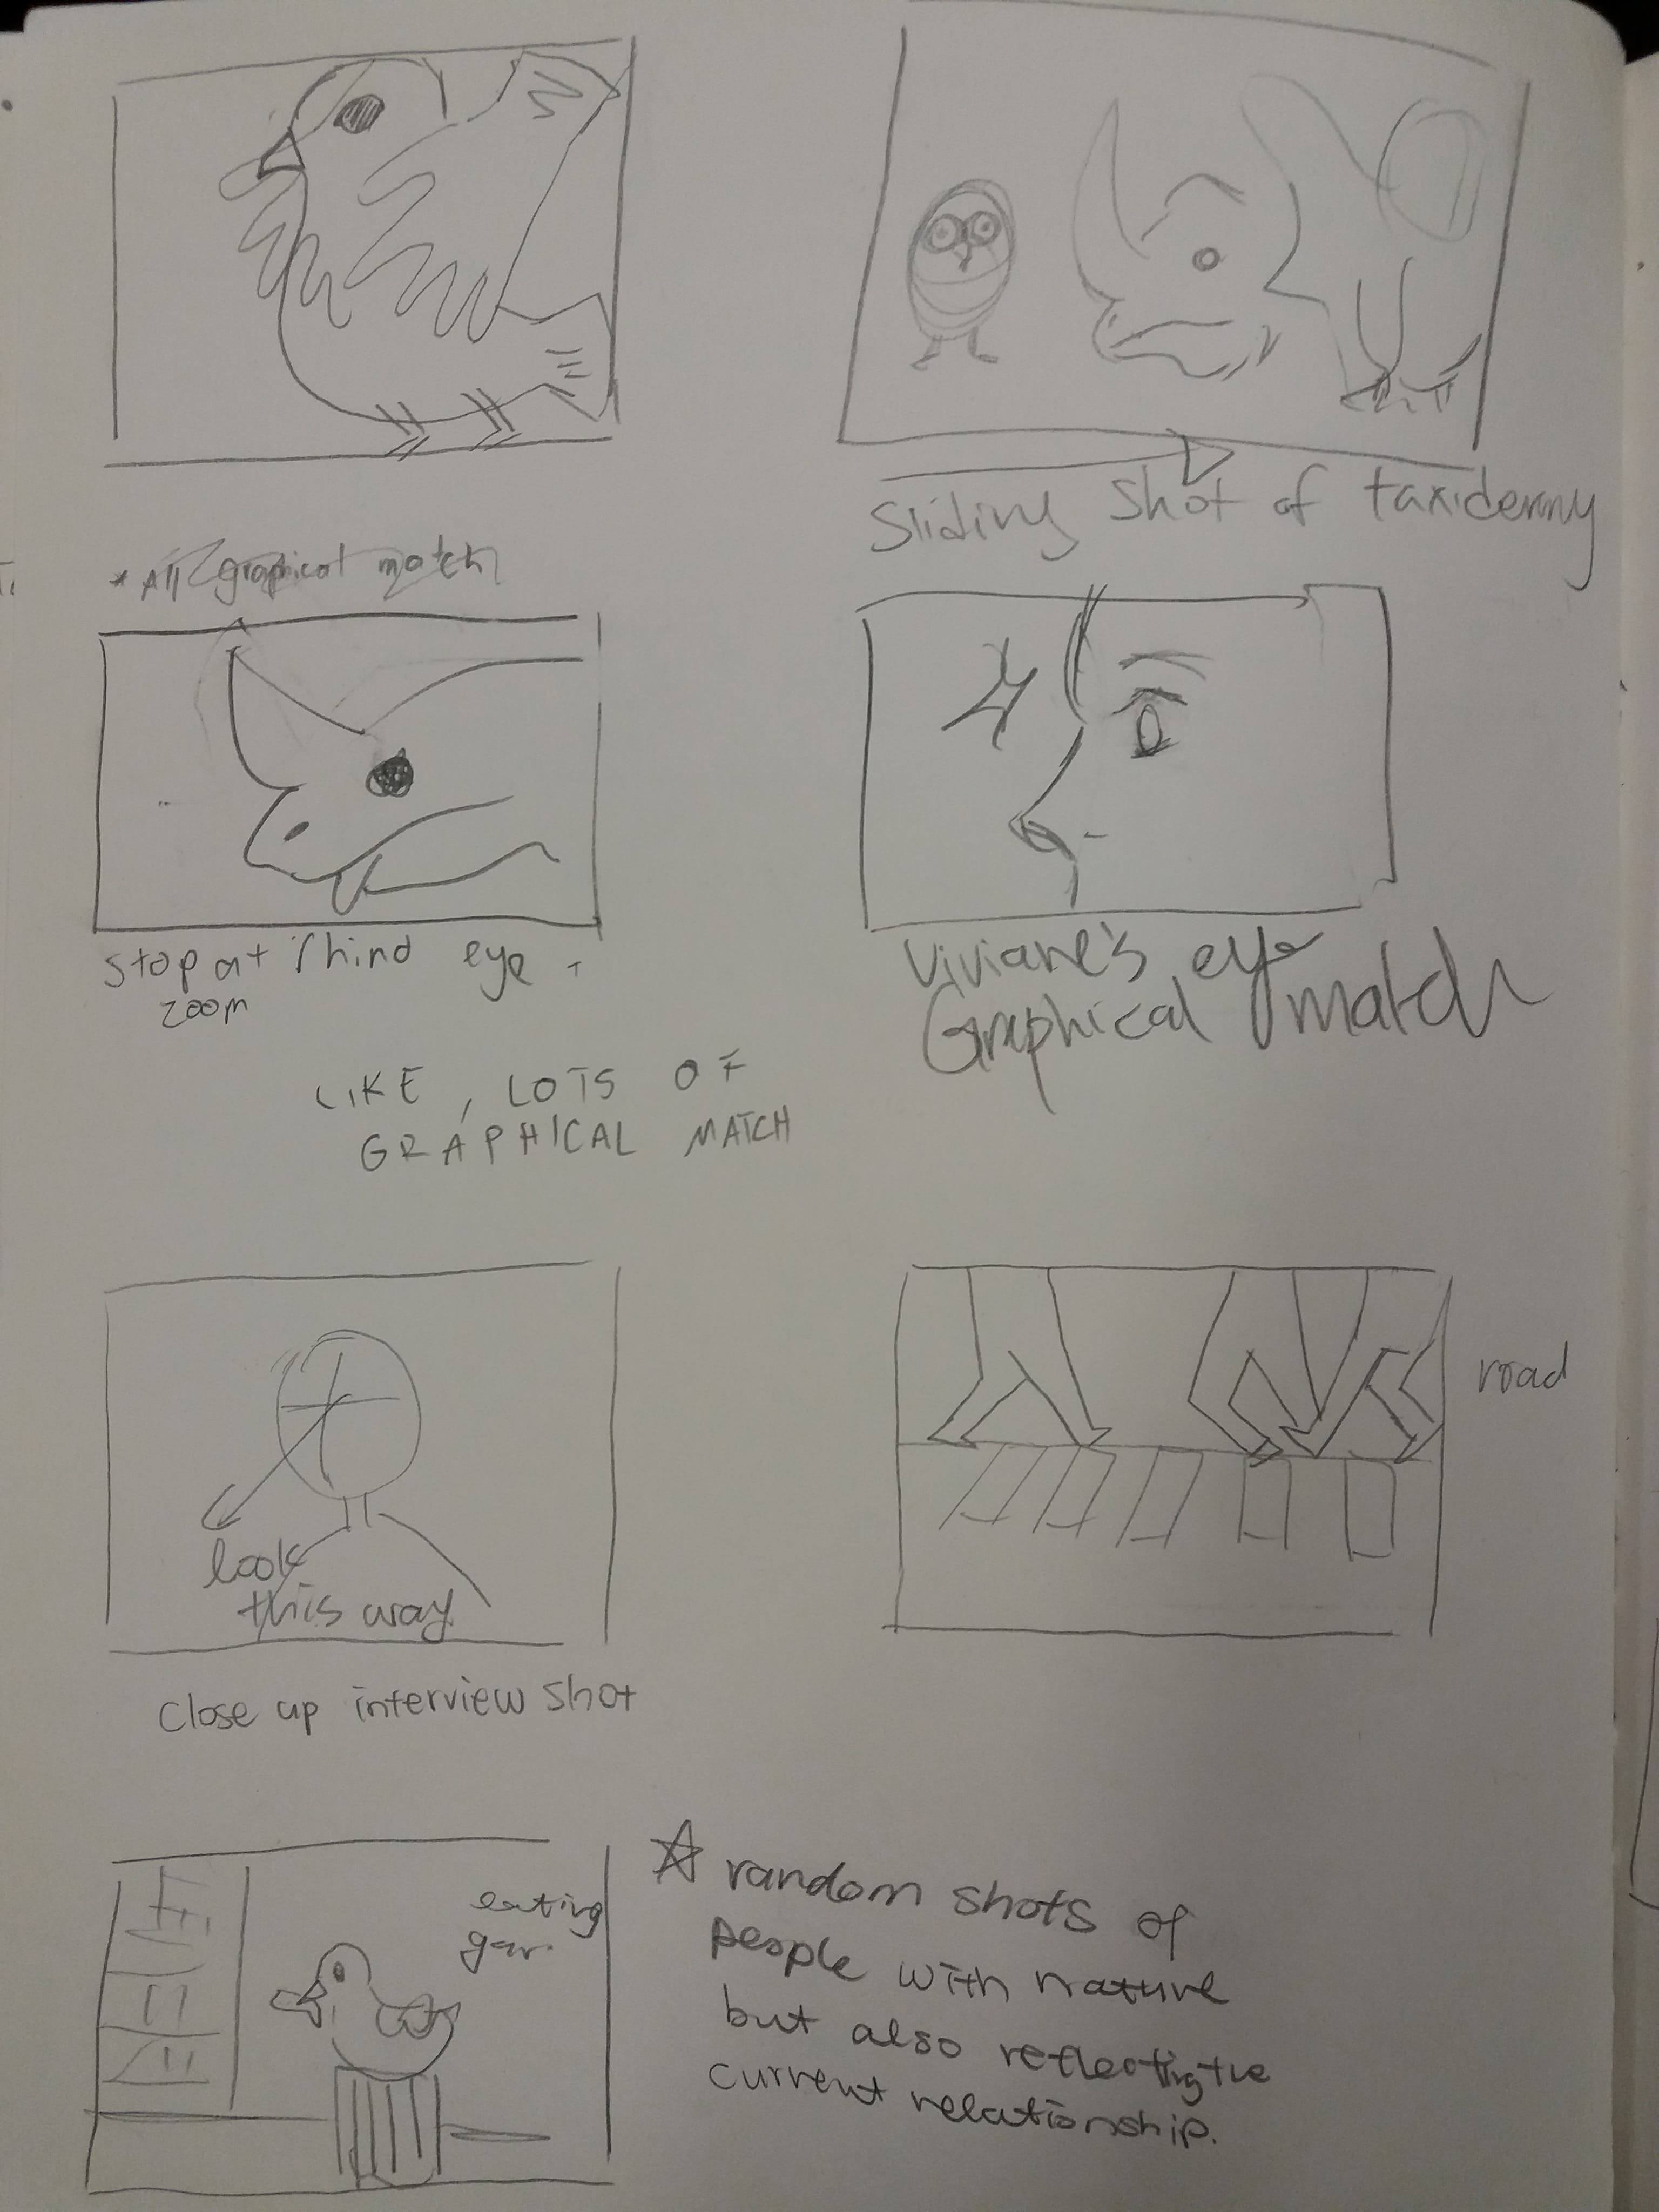 Sliding shot of taxidermy
* All graphical match
Stop at rhino eye
zoom
Viviane's eye
Graphical match
LIKE, LOTS OF
GRAPHICAL MATCH
look
this way
close up interview shot
road
eating
☆ random shots of
people with nature
but also reflecting the
current relationship.